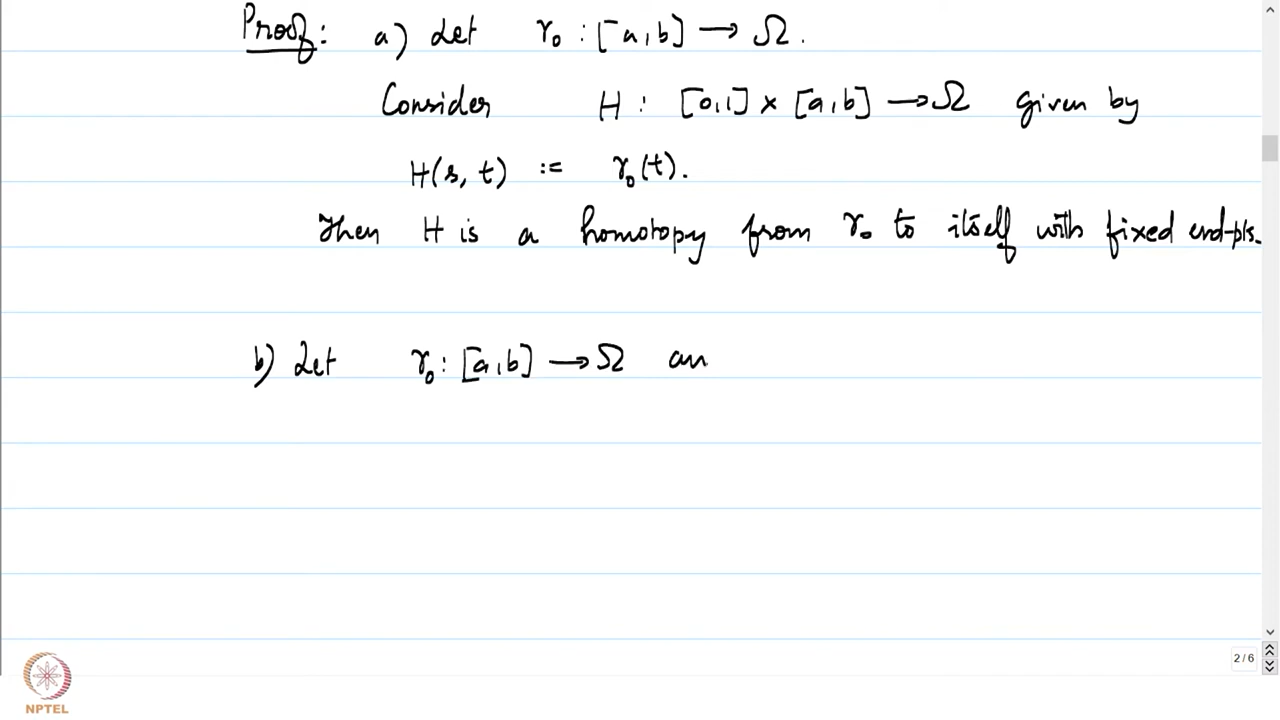 Proof: a) Let γ₀ : [a,b] → Ω.
Consider H : [0,1] × [a,b] → Ω given by
H(s, t) := γ₀(t).
Then H is a homotopy from γ₀ to itself with fixed end-pts.
b) Let γ₀ : [a,b] → Ω an
2 / 6
NPTEL